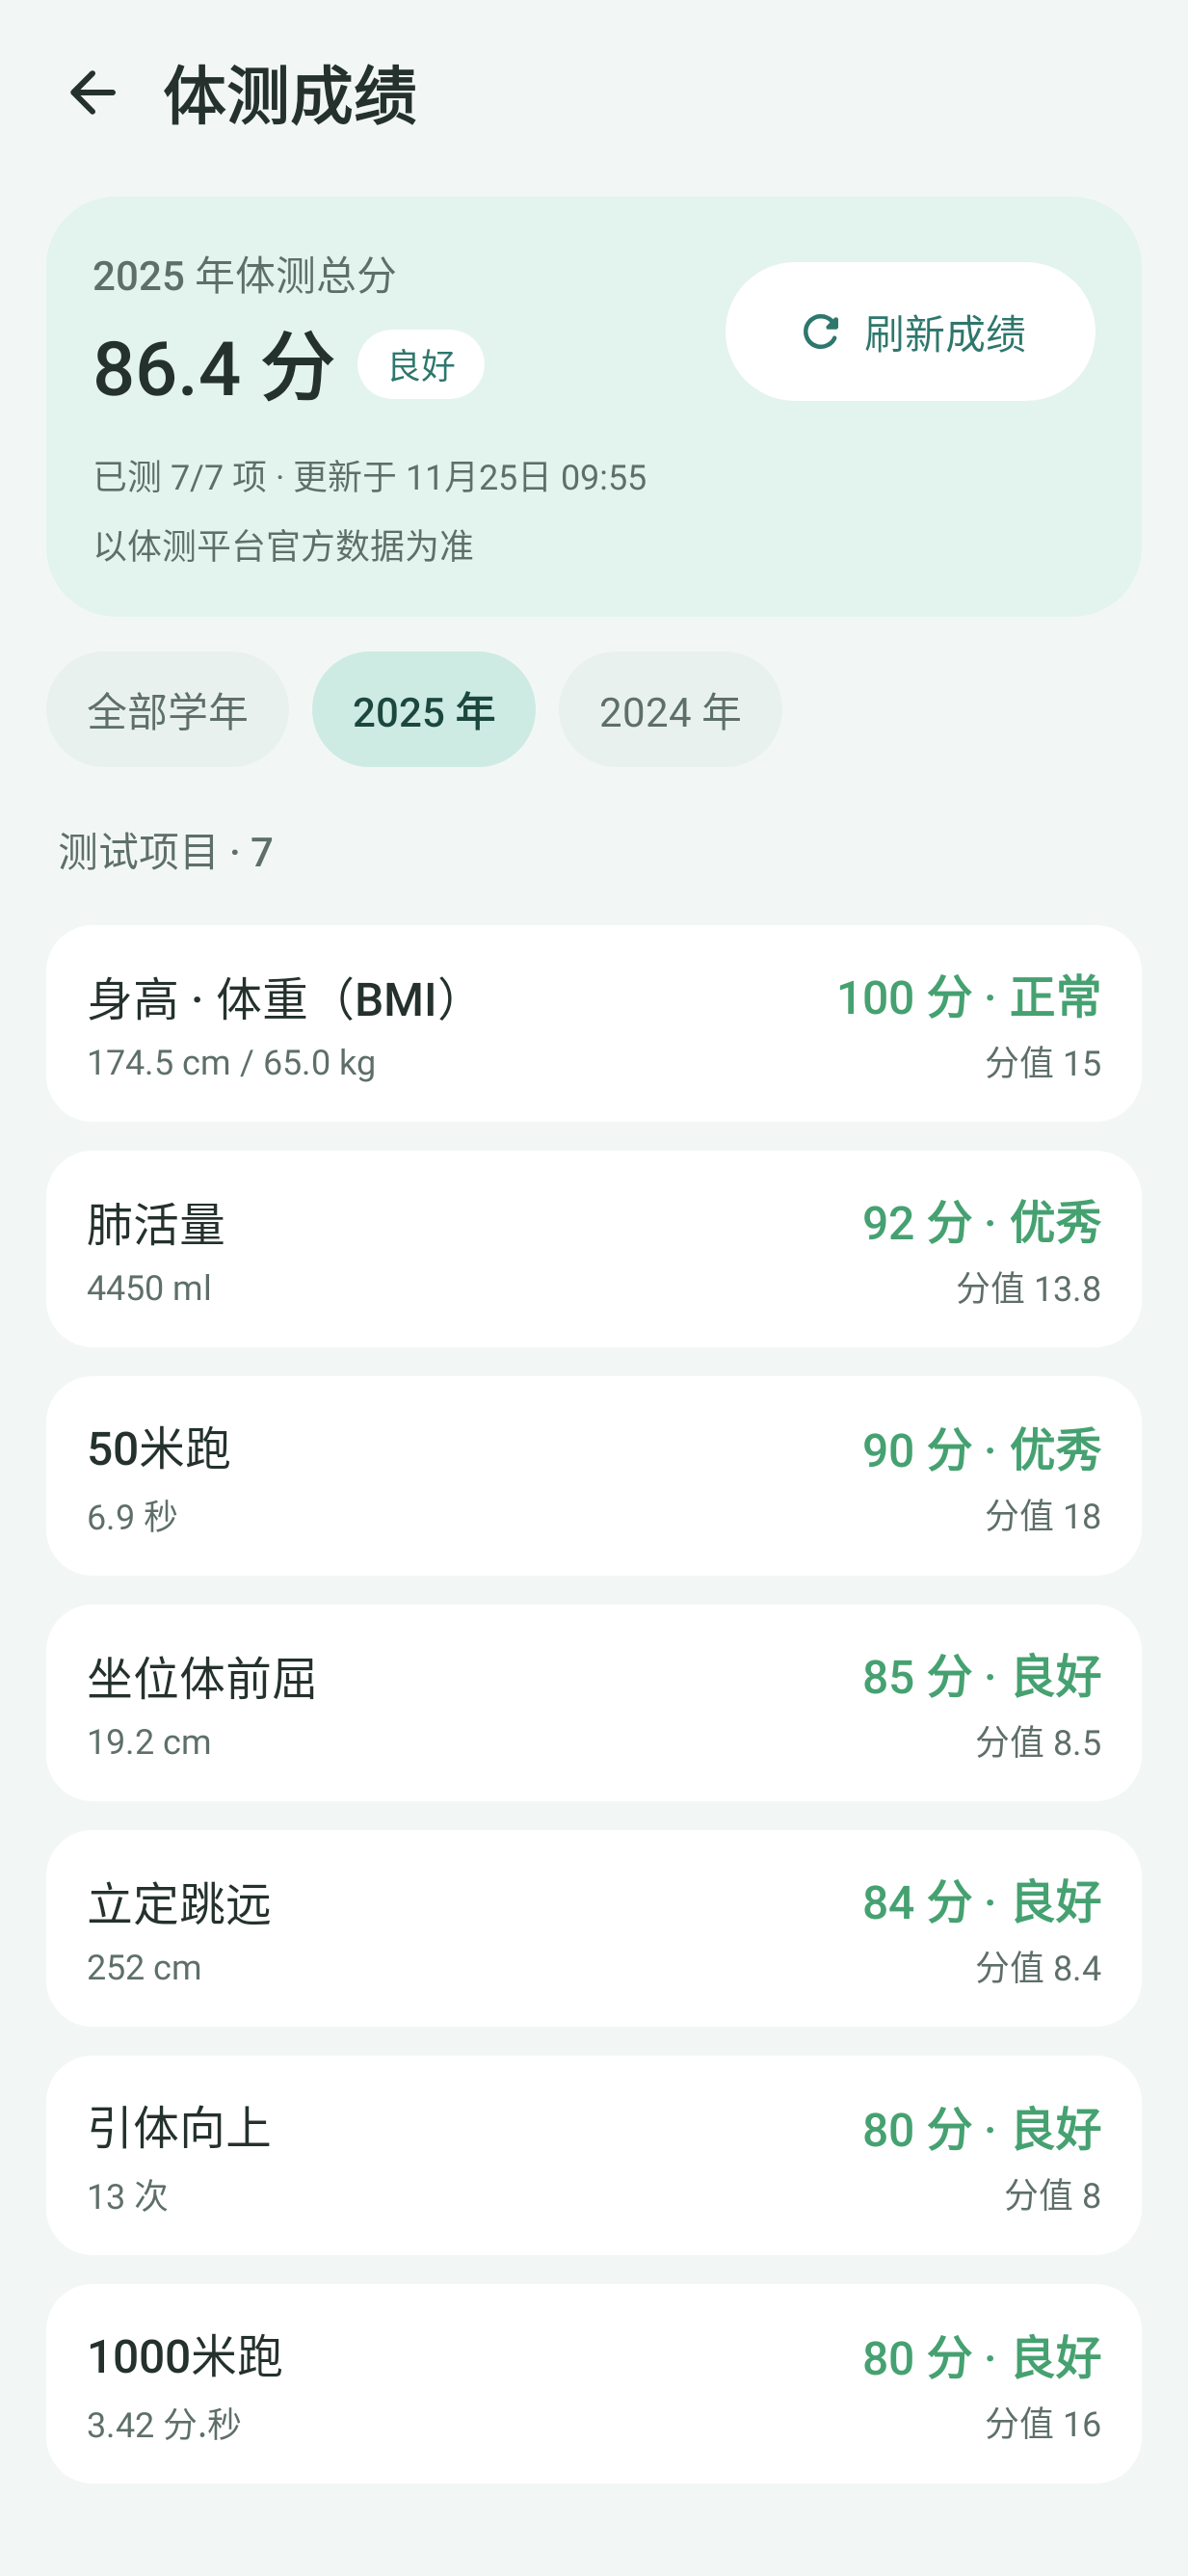 体测成绩
2025 年体测总分
86.4 分 良好
刷新成绩
已测 7/7 项 · 更新于 11月25日 09:55
以体测平台官方数据为准
全部学年 2025 年 2024 年
测试项目 · 7
身高 · 体重（BMI） 100 分 · 正常
174.5 cm / 65.0 kg 分值 15
肺活量 92 分 · 优秀
4450 ml 分值 13.8
50米跑 90 分 · 优秀
6.9 秒 分值 18
坐位体前屈 85 分 · 良好
19.2 cm 分值 8.5
立定跳远 84 分 · 良好
252 cm 分值 8.4
引体向上 80 分 · 良好
13 次 分值 8
1000米跑 80 分 · 良好
3.42 分.秒 分值 16